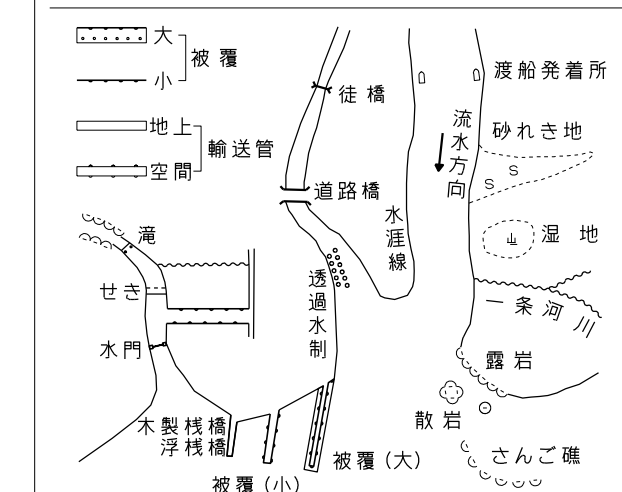 大
被覆
小
地上
輸送管
空間
徒橋
渡船発着所
流水方向
砂れき地
道路橋
水涯線
湿地
滝
せき
透過水制
一条河川
水門
露岩
散岩
木製桟橋
浮桟橋
被覆(大)
さんご礁
被覆(小)